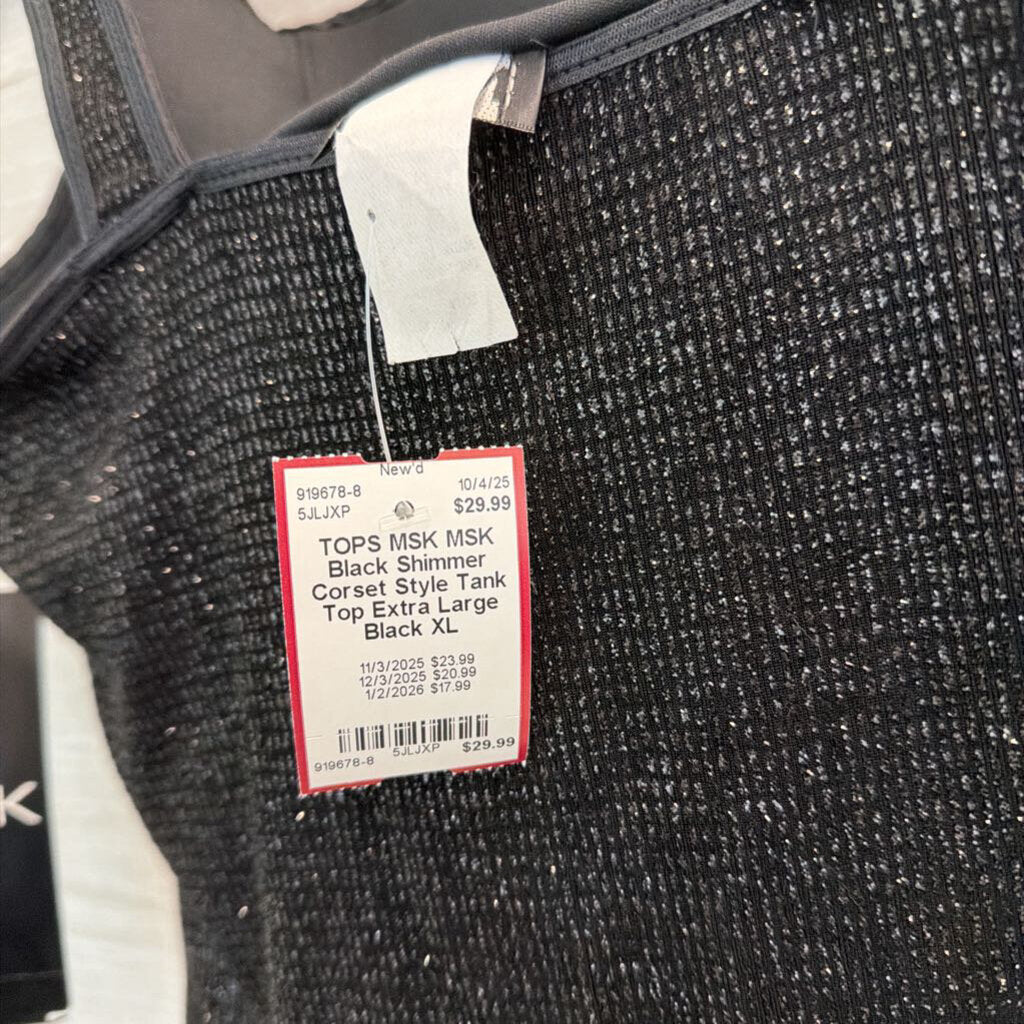 New'd
919678-8 10/4/25
5JLJXP $29.99
TOPS MSK MSK
Black Shimmer
Corset Style Tank
Top Extra Large
Black XL
11/3/2025 $23.99
12/3/2025 $20.99
1/2/2026 $17.99
5JLJXP $29.99
919678-8
K